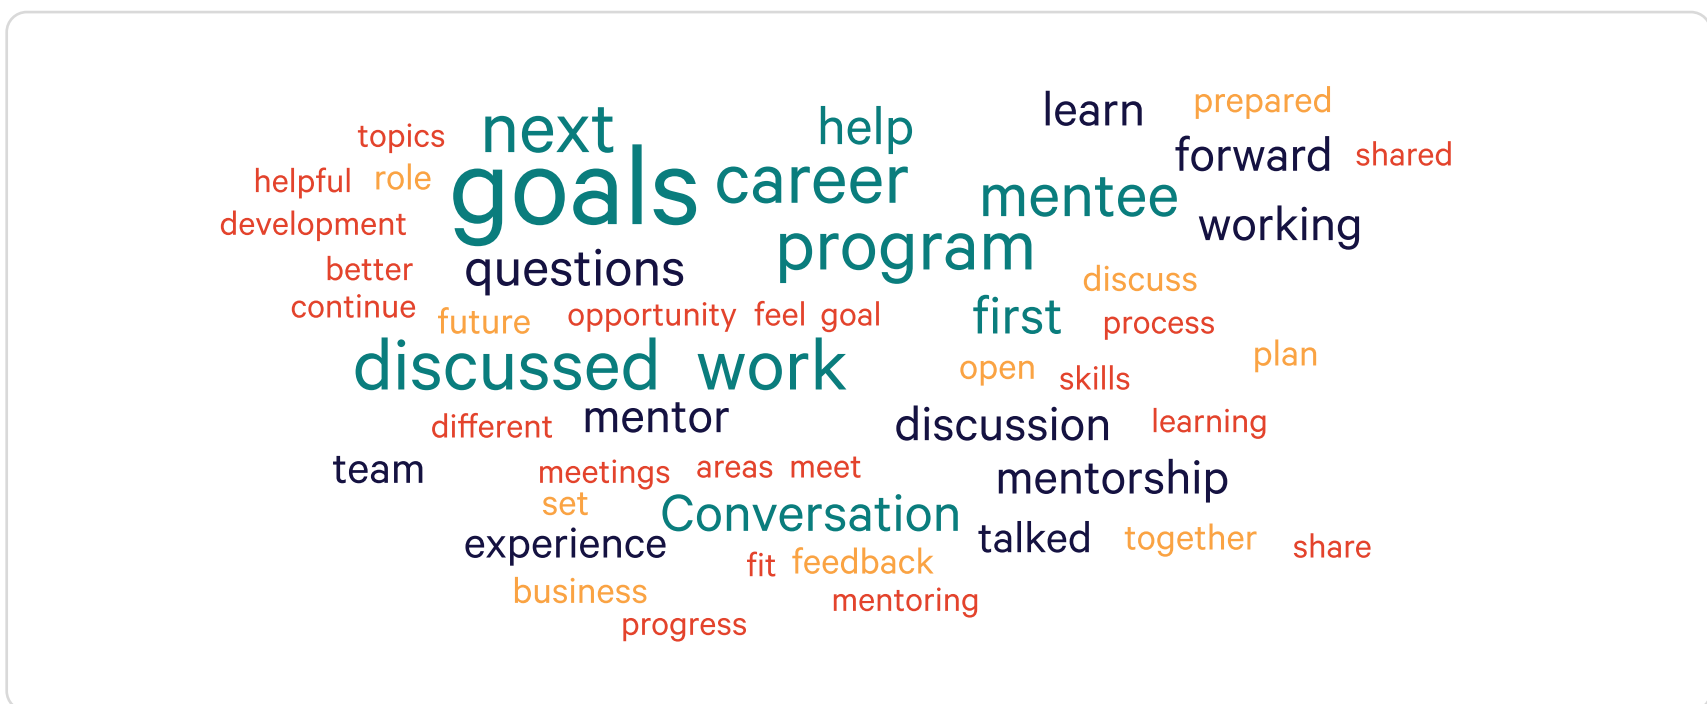 learn prepared
topics next help
goals career forward shared
helpful role mentee
development program working
better questions discuss
continue future opportunity feel goal first process
discussed work open skills plan
different mentor discussion learning
team meetings areas meet mentorship
set Conversation
experience talked together share
fit feedback
business mentoring
progress